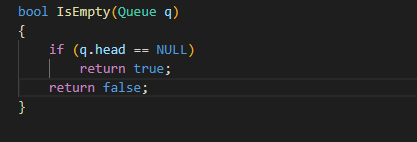 bool IsEmpty(Queue q)
{
    if (q.head == NULL)
        return true;
    return false;
}